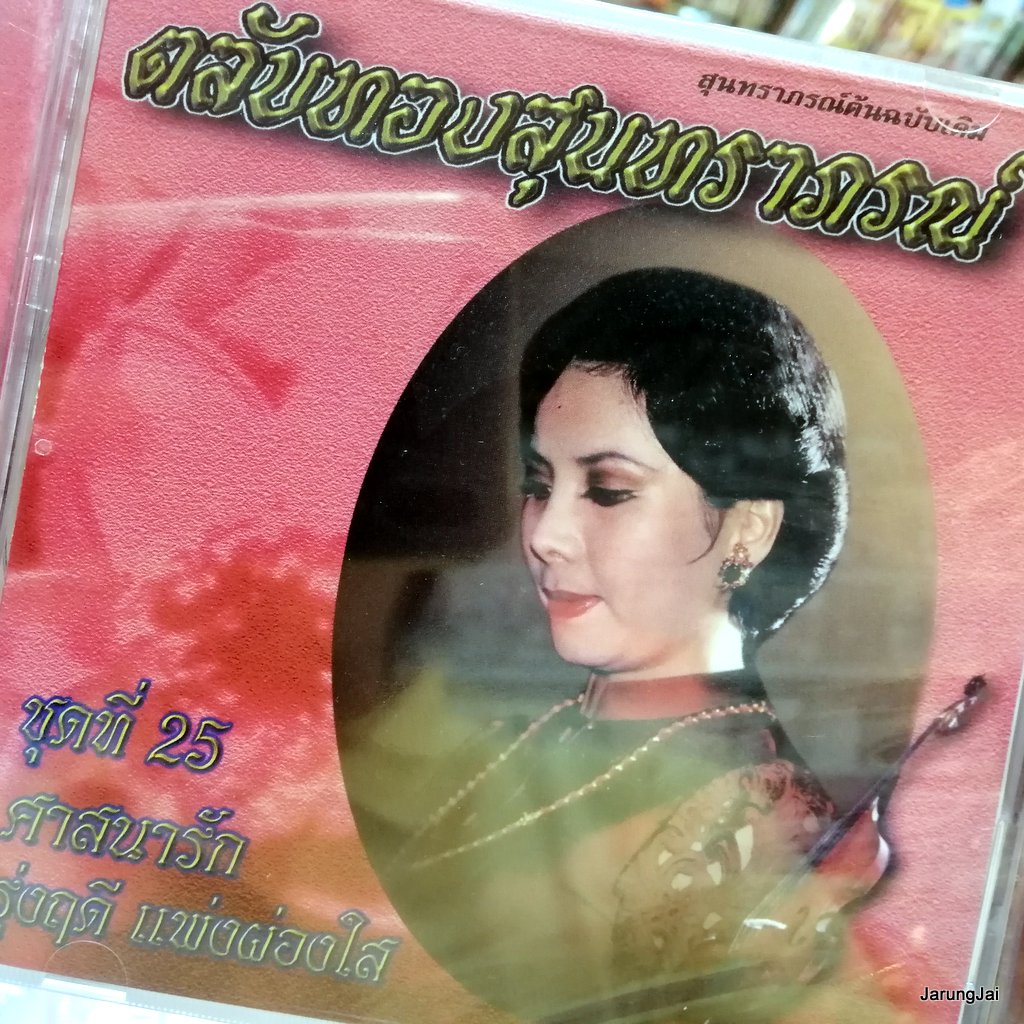 สุนทราภรณ์ต้นฉบับเดิม
ตลับทองสุนทราภรณ์
ชุดที่ 25
ศาสนารัก
รุ่งฤดี แพ่งผ่องใส
JarungJai